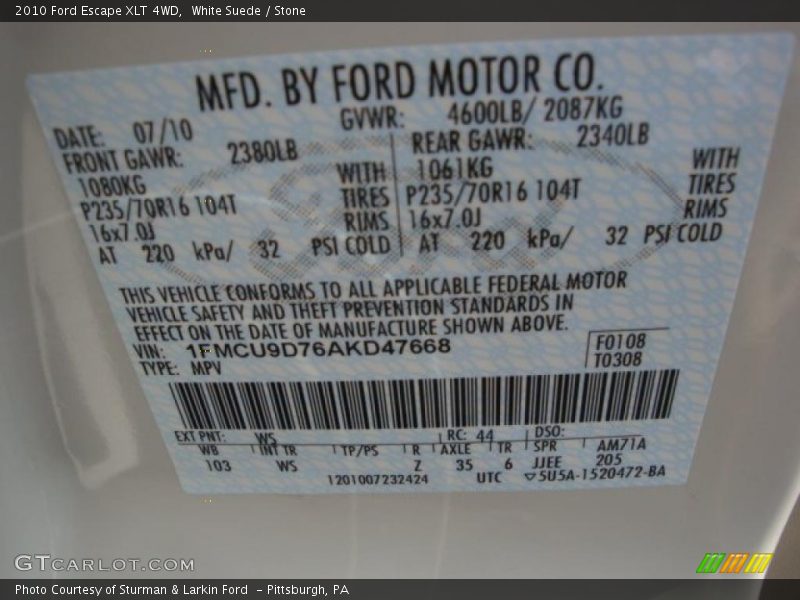 2010 Ford Escape XLT 4WD,  White Suede / Stone
MFD. BY FORD MOTOR CO.
DATE: 07/10 GVWR: 4600LB/ 2087KG
FRONT GAWR: 2380LB REAR GAWR: 2340LB
1080KG WITH 1061KG WITH
P235/70R16 104T TIRES P235/70R16 104T TIRES
16x7.0J RIMS 16x7.0J RIMS
AT 220 kPa/ 32 PSI COLD AT 220 kPa/ 32 PSI COLD
THIS VEHICLE CONFORMS TO ALL APPLICABLE FEDERAL MOTOR
VEHICLE SAFETY AND THEFT PREVENTION STANDARDS IN
EFFECT ON THE DATE OF MANUFACTURE SHOWN ABOVE.
VIN: 1FMCU9D76AKD47668 F0108
TYPE: MPV T0308
EXT PNT: WS RC: 44 DSO:
WB INT TR TP/PS R AXLE TR SPR AM71A
103 WS Z 35 6 JJEE 205
1201007232424 UTC ▽5U5A-1520472-BA
GTCARLOT.COM
Photo Courtesy of Sturman & Larkin Ford  - Pittsburgh, PA